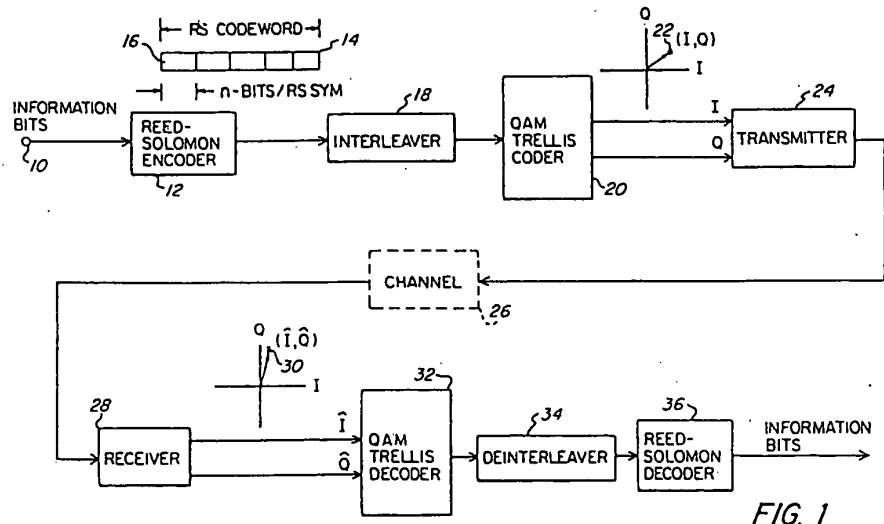 RS CODEWORD
16
14
n-BITS/RS SYM
INFORMATION
BITS
10
REED-
SOLOMON
ENCODER
12
18
INTERLEAVER
QAM
TRELLIS
CODER
20
Q
22
(I,Q)
I
I
Q
24
TRANSMITTER
CHANNEL
26
Q
(Î,Q̂)
30
I
28
RECEIVER
Î
Q̂
32
QAM
TRELLIS
DECODER
34
DEINTERLEAVER
36
REED-
SOLOMON
DECODER
INFORMATION
BITS
FIG. 1